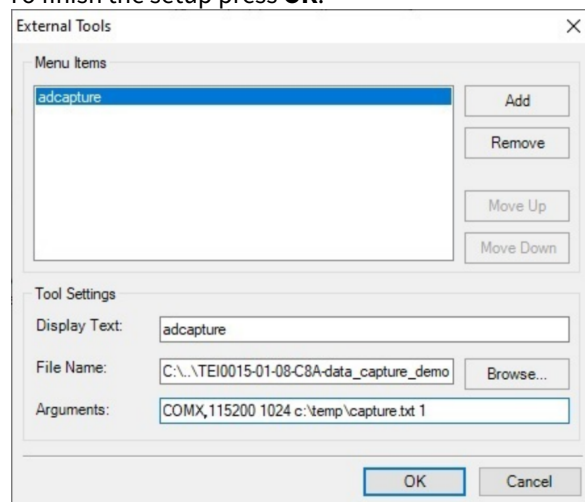 To finish the setup press OK.
External Tools
Menu Items
adcapture
Add
Remove
Move Up
Move Down
Tool Settings
Display Text:
adcapture
File Name:
C:\..\TEI0015-01-08-C8A-data_capture_demo
Browse...
Arguments:
COMX,115200 1024 c:\temp\capture.txt 1
OK
Cancel